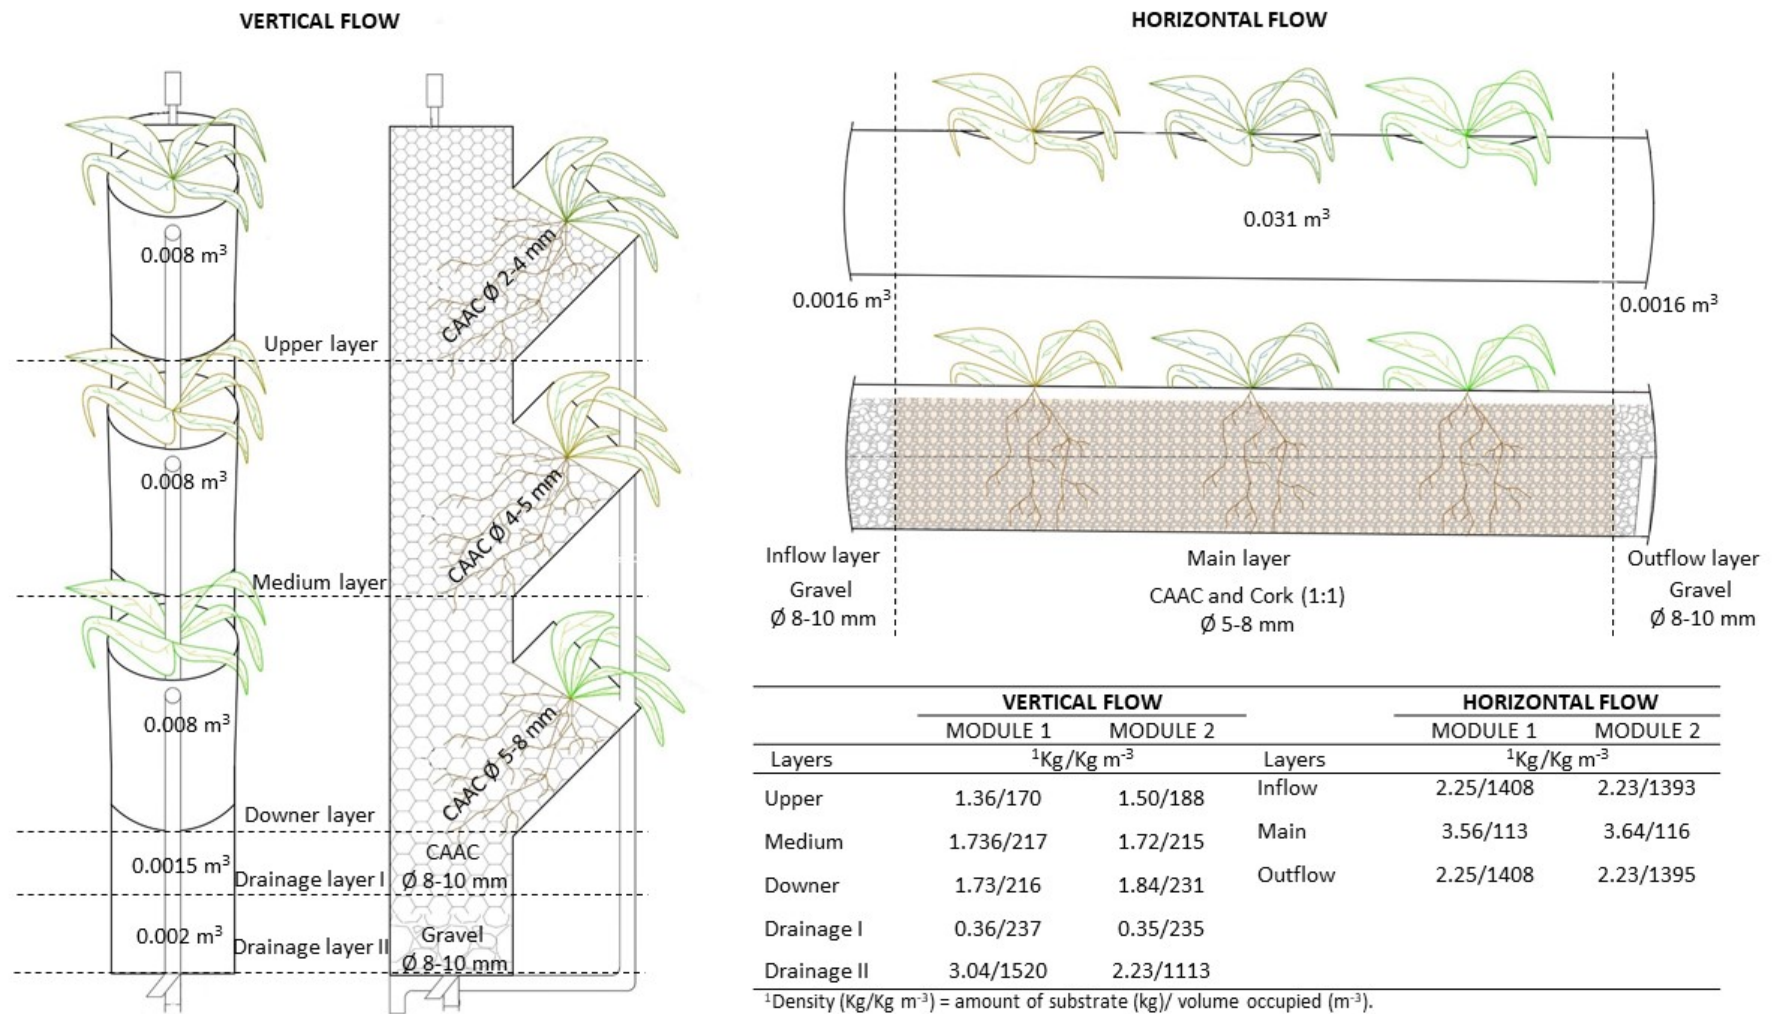 VERTICAL FLOW
0.008 m³
CAAC Ø 2-4 mm
Upper layer
0.008 m³
CAAC Ø 4-5 mm
Medium layer
0.008 m³
CAAC Ø 5-8 mm
Downer layer
0.0015 m³
Drainage layer I
CAAC
Ø 8-10 mm
0.002 m³
Drainage layer II
Gravel
Ø 8-10 mm
HORIZONTAL FLOW
0.031 m³
0.0016 m³
0.0016 m³
Inflow layer
Gravel
Ø 8-10 mm
Main layer
CAAC and Cork (1:1)
Ø 5-8 mm
Outflow layer
Gravel
Ø 8-10 mm
VERTICAL FLOW HORIZONTAL FLOW
MODULE 1 MODULE 2 MODULE 1 MODULE 2
Layers ¹Kg/Kg m⁻³ Layers ¹Kg/Kg m⁻³
Upper 1.36/170 1.50/188 Inflow 2.25/1408 2.23/1393
Medium 1.736/217 1.72/215 Main 3.56/113 3.64/116
Downer 1.73/216 1.84/231 Outflow 2.25/1408 2.23/1395
Drainage I 0.36/237 0.35/235
Drainage II 3.04/1520 2.23/1113
¹Density (Kg/Kg m⁻³) = amount of substrate (kg)/ volume occupied (m⁻³).